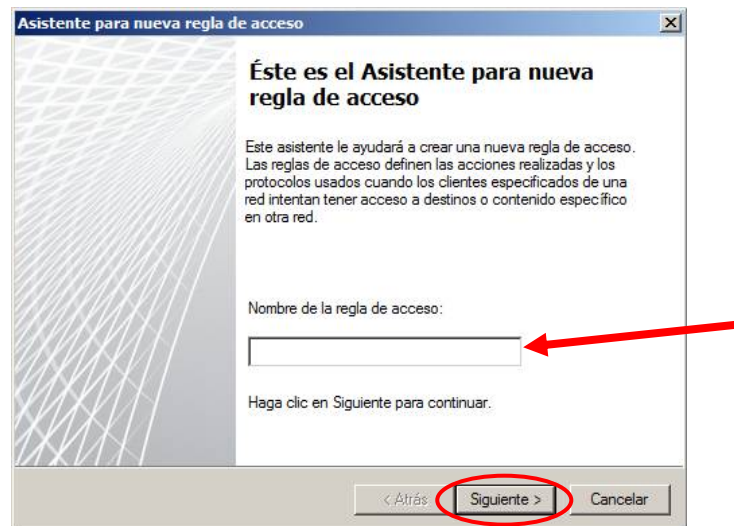 Asistente para nueva regla de acceso
Éste es el Asistente para nueva
regla de acceso
Este asistente le ayudará a crear una nueva regla de acceso.
Las reglas de acceso definen las acciones realizadas y los
protocolos usados cuando los clientes especificados de una
red intentan tener acceso a destinos o contenido específico
en otra red.
Nombre de la regla de acceso:
Haga clic en Siguiente para continuar.
< Atrás Siguiente > Cancelar